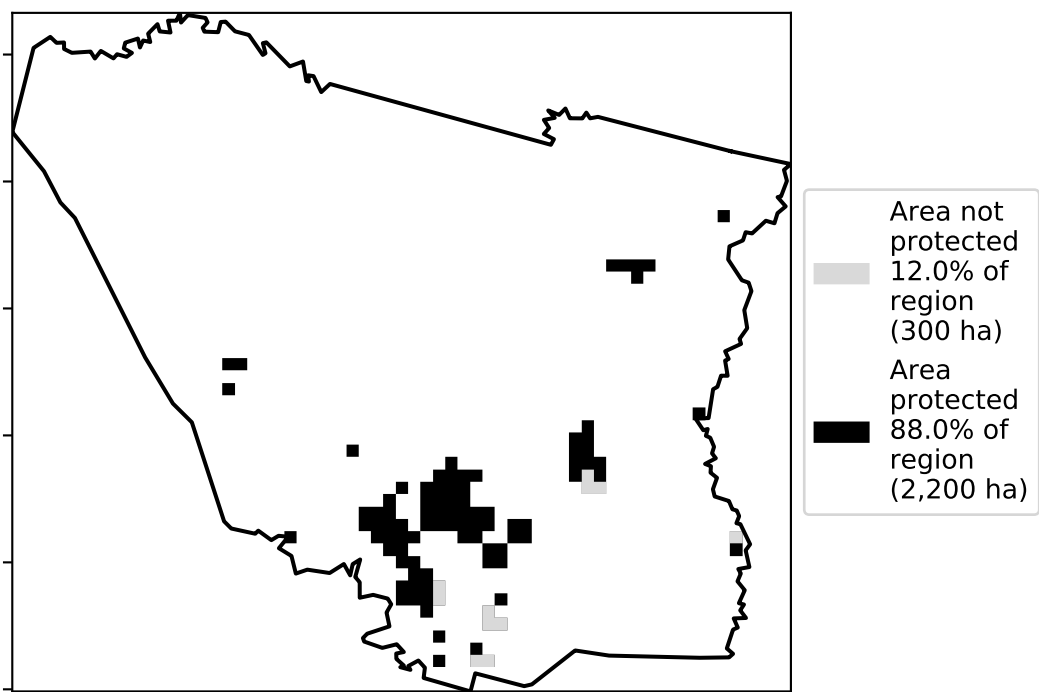 Area not
protected
12.0% of
region
(300 ha)
Area
protected
88.0% of
region
(2,200 ha)